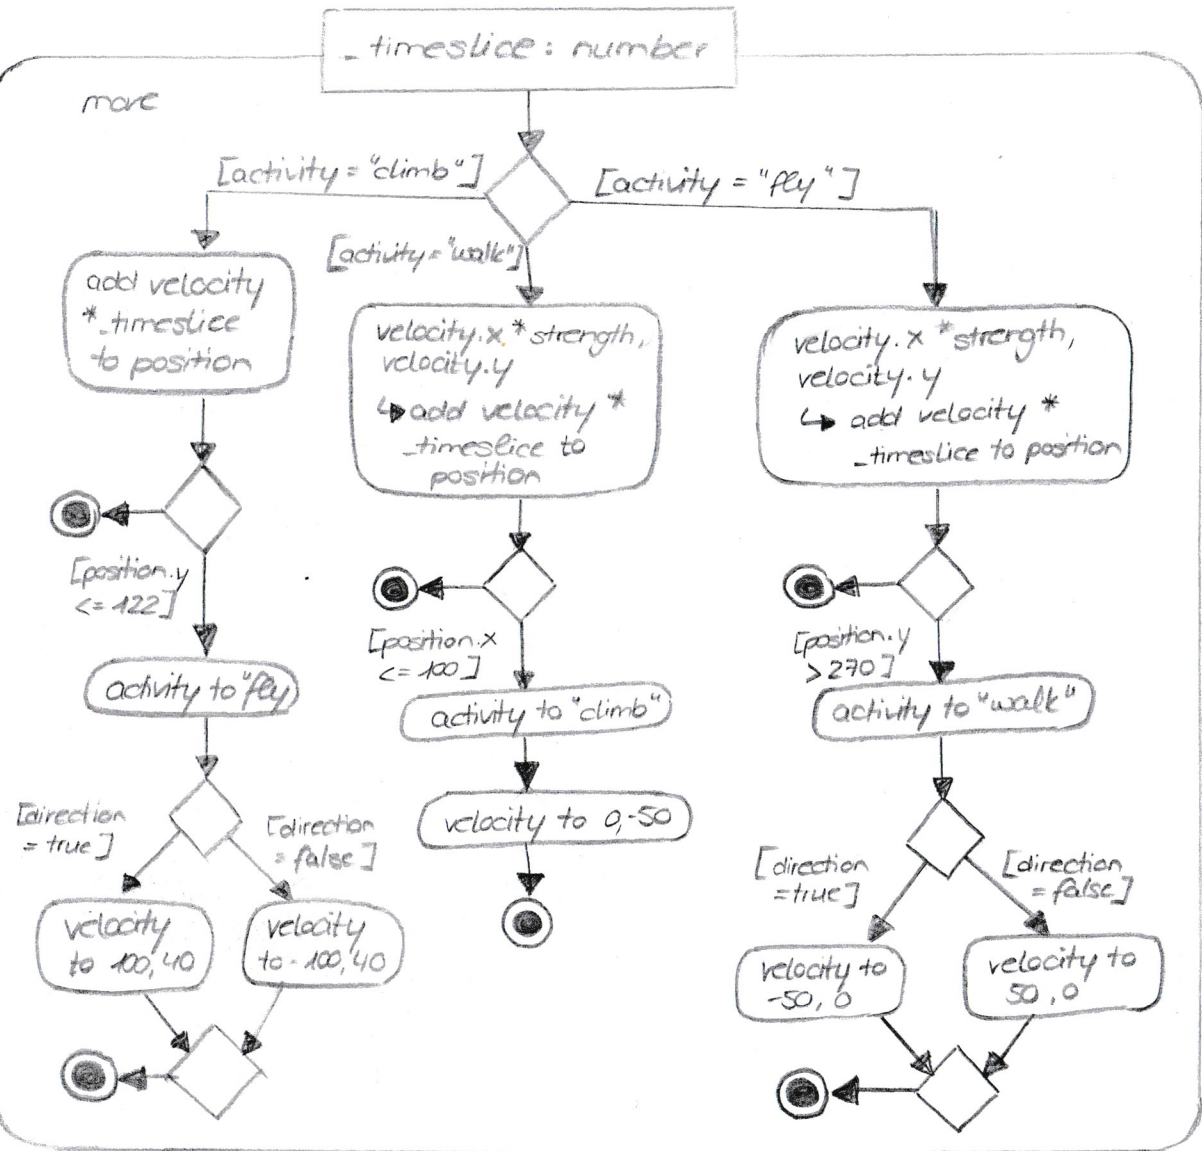 _timeslice: number
move
[activity="climb"]
[activity = "fly"]
[activity="walk"]
add velocity
*_timeslice
to position
velocity.x * strength,
velocity.y
↳ add velocity *
_timeslice to
position
velocity.x * strength,
velocity.y
↳ add velocity *
_timeslice to position
[position.y
<= 122]
[position.x
<= 100]
[position.y
> 270]
activity to "fly
activity to "climb"
activity to "walk"
[direction
= true]
[direction
= false]
velocity to 0,-50
[direction
=true]
[direction
=false]
velocity
to 100,40
velocity
to -100,40
velocity to
-50, 0
velocity to
50, 0